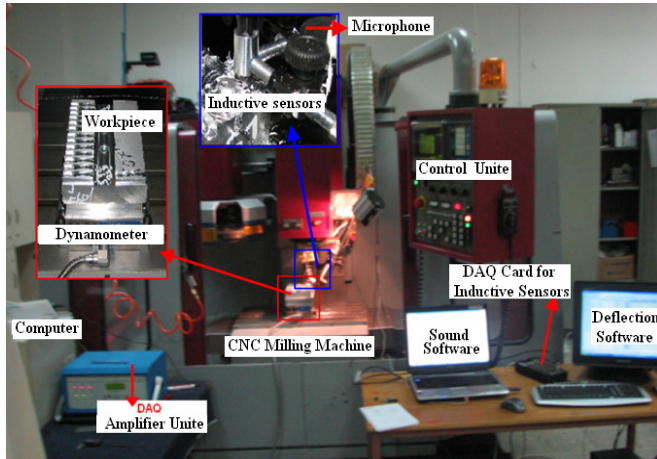 Microphone
Inductive sensors
Workpiece
Control Unite
Dynamometer
DAQ Card for
Inductive Sensors
Computer
Sound
Software
Deflection
Software
CNC Milling Machine
DAQ
Amplifier Unite